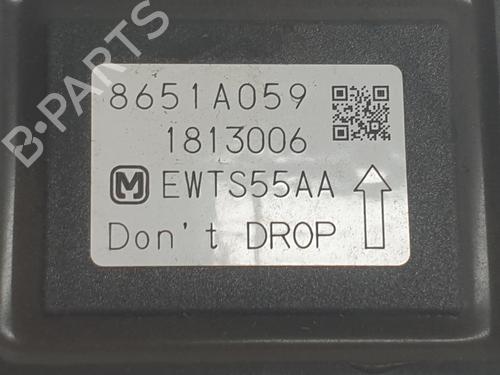 B-PARTS
8651A059
1813006
M EWTS55AA
Don't DROP